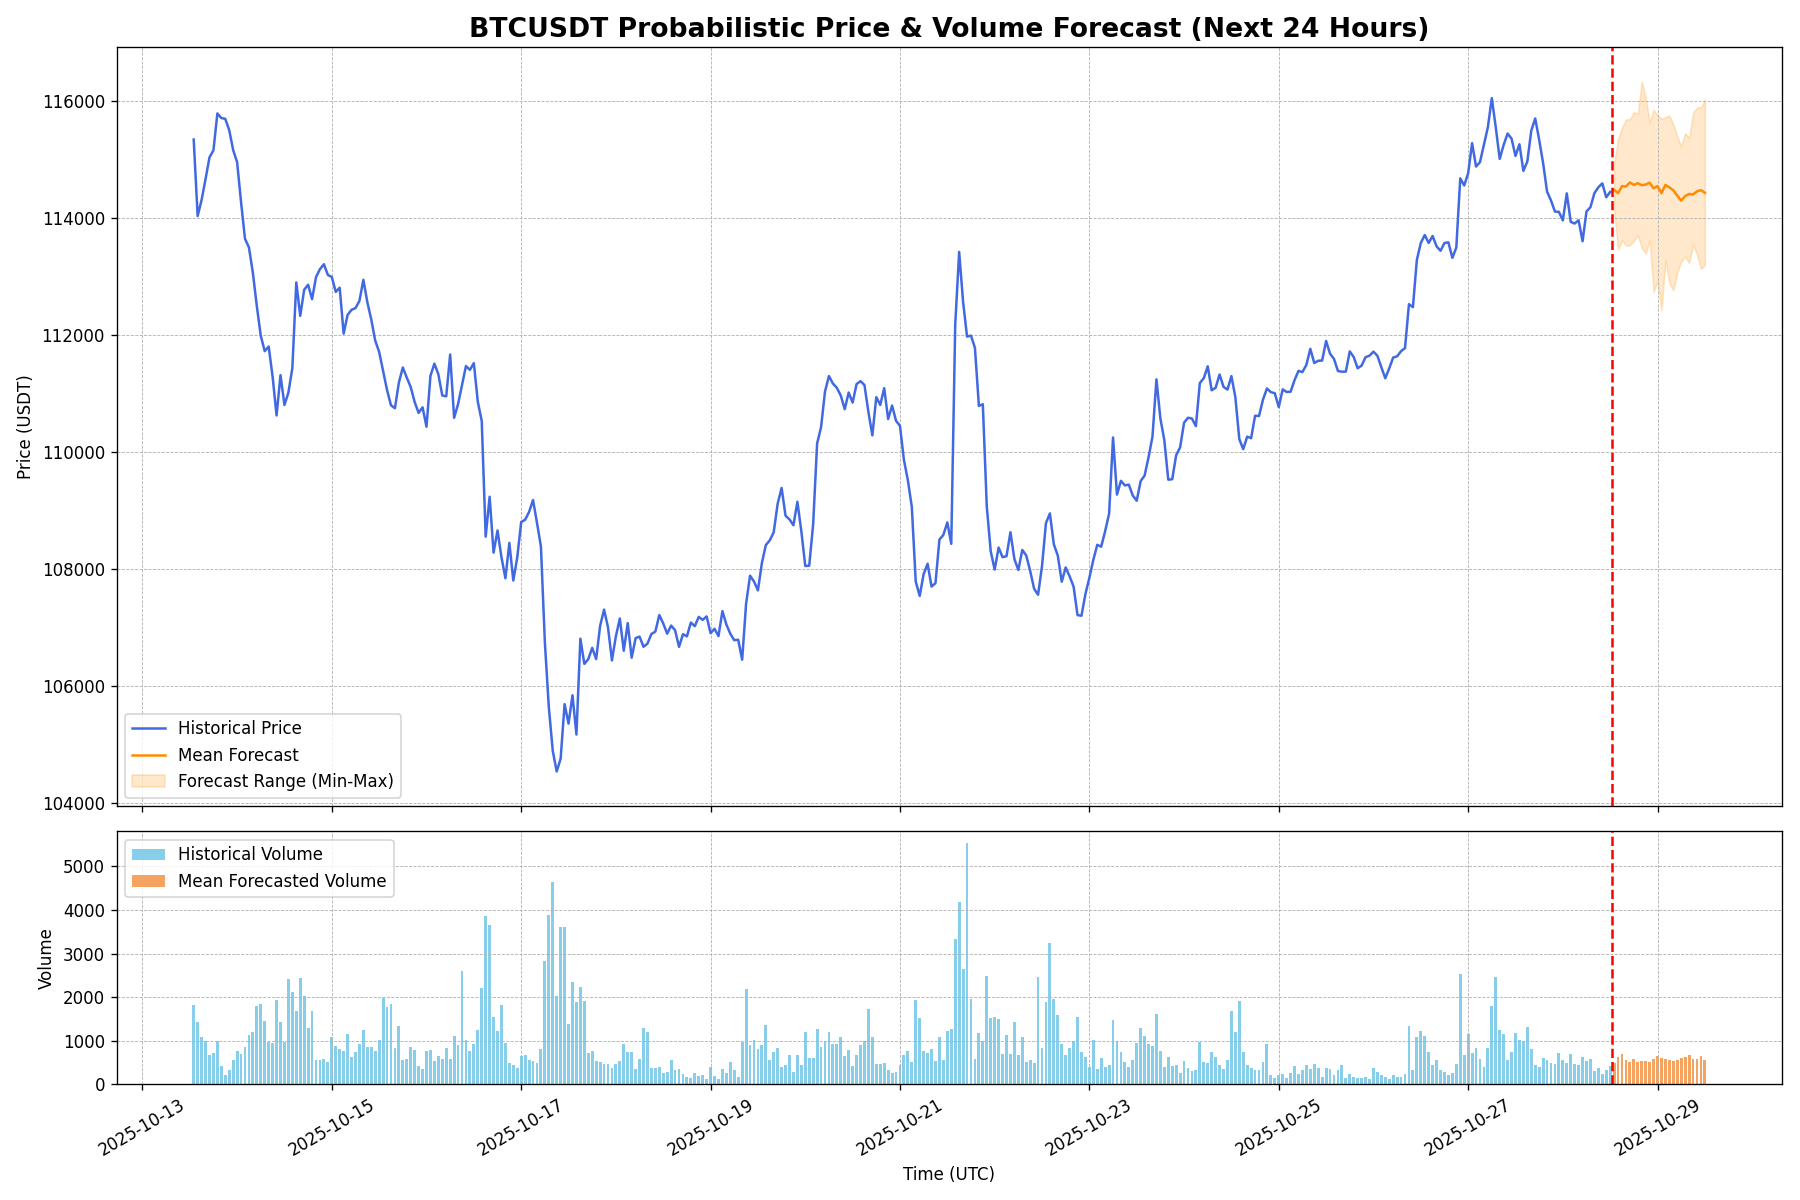 BTCUSDT Probabilistic Price & Volume Forecast (Next 24 Hours)
Price (USDT)
116000
114000
112000
110000
108000
106000
104000
Historical Price
Mean Forecast
Forecast Range (Min-Max)
Volume
5000
4000
3000
2000
1000
0
Historical Volume
Mean Forecasted Volume
2025-10-13
2025-10-15
2025-10-17
2025-10-19
2025-10-21
2025-10-23
2025-10-25
2025-10-27
2025-10-29
Time (UTC)